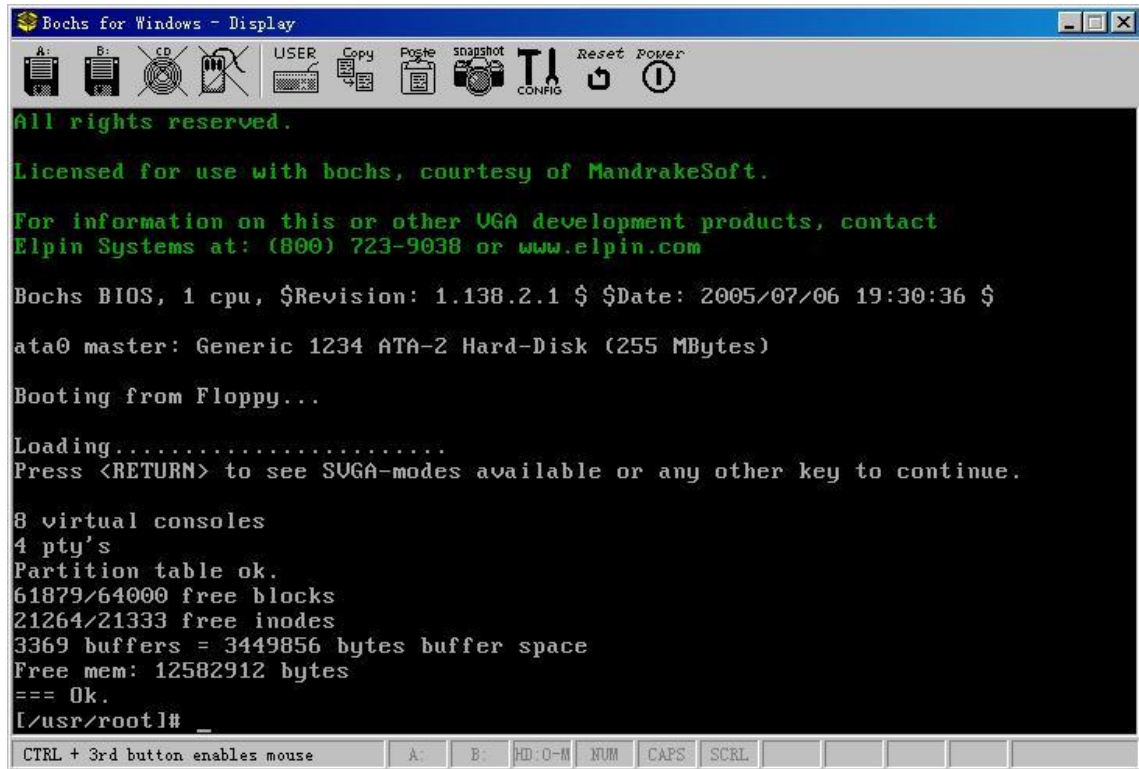 Bochs for Windows - Display
A: B: CD USER Copy Paste snapshot CONFIG Reset Power
All rights reserved.
Licensed for use with bochs, courtesy of MandrakeSoft.
For information on this or other VGA development products, contact
Elpin Systems at: (800) 723-9038 or www.elpin.com
Bochs BIOS, 1 cpu, $Revision: 1.138.2.1 $ $Date: 2005/07/06 19:30:36 $
ata0 master: Generic 1234 ATA-2 Hard-Disk (255 MBytes)
Booting from Floppy...
Loading........................
Press <RETURN> to see SVGA-modes available or any other key to continue.
8 virtual consoles
4 pty's
Partition table ok.
61879/64000 free blocks
21264/21333 free inodes
3369 buffers = 3449856 bytes buffer space
Free mem: 12582912 bytes
=== Ok.
[/usr/root]# _
CTRL + 3rd button enables mouse A: B: HD:0-M NUM CAPS SCRL